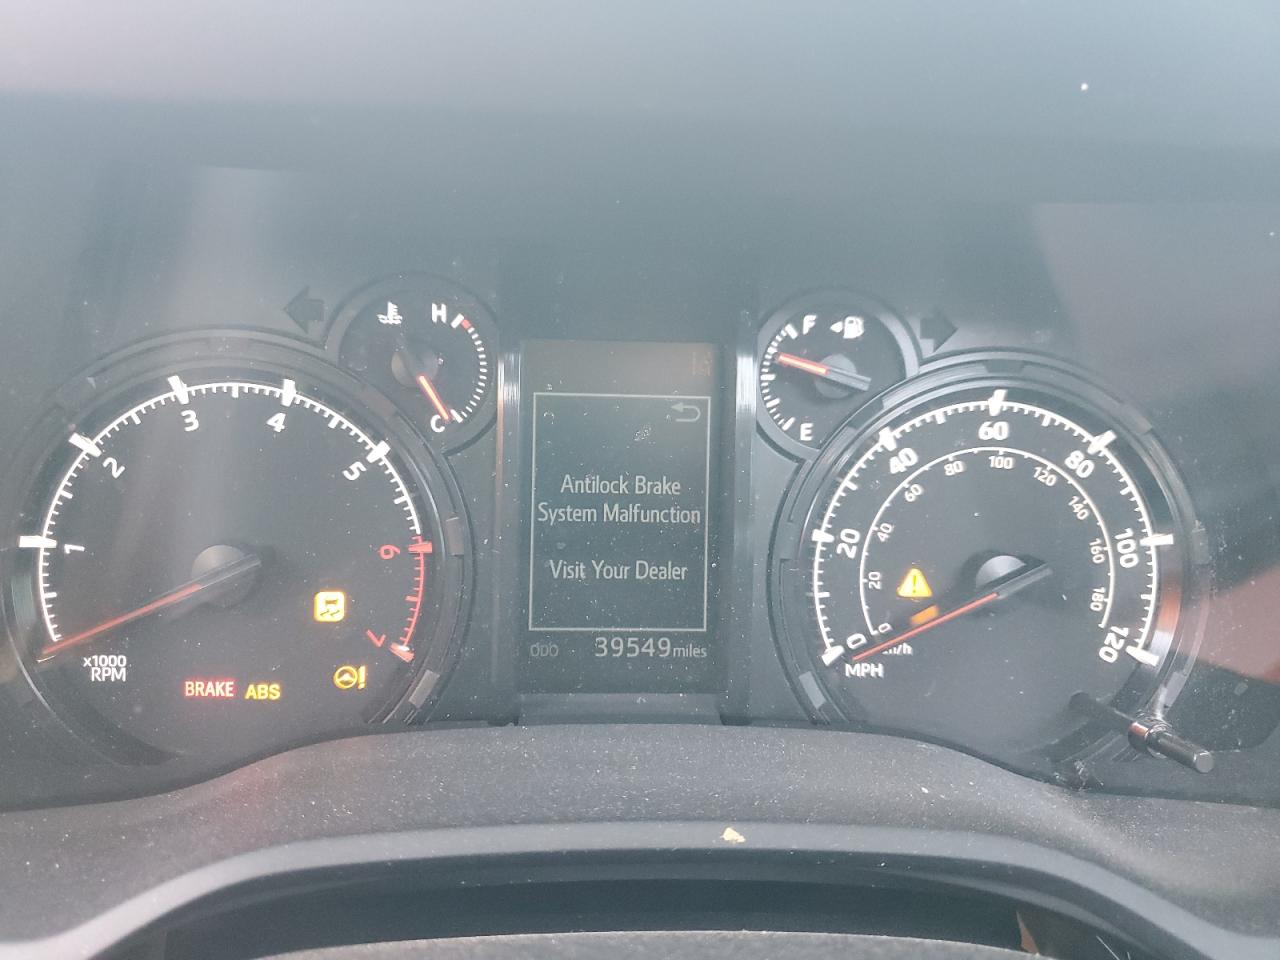 H
C
F
E
1
2
3
4
5
6
7
x1000
RPM
BRAKE ABS
Antilock Brake
System Malfunction
Visit Your Dealer
ODO 39549 miles
0
20
40
60
80
100
120
0
20
40
60
80
100
120
140
160
180
MPH